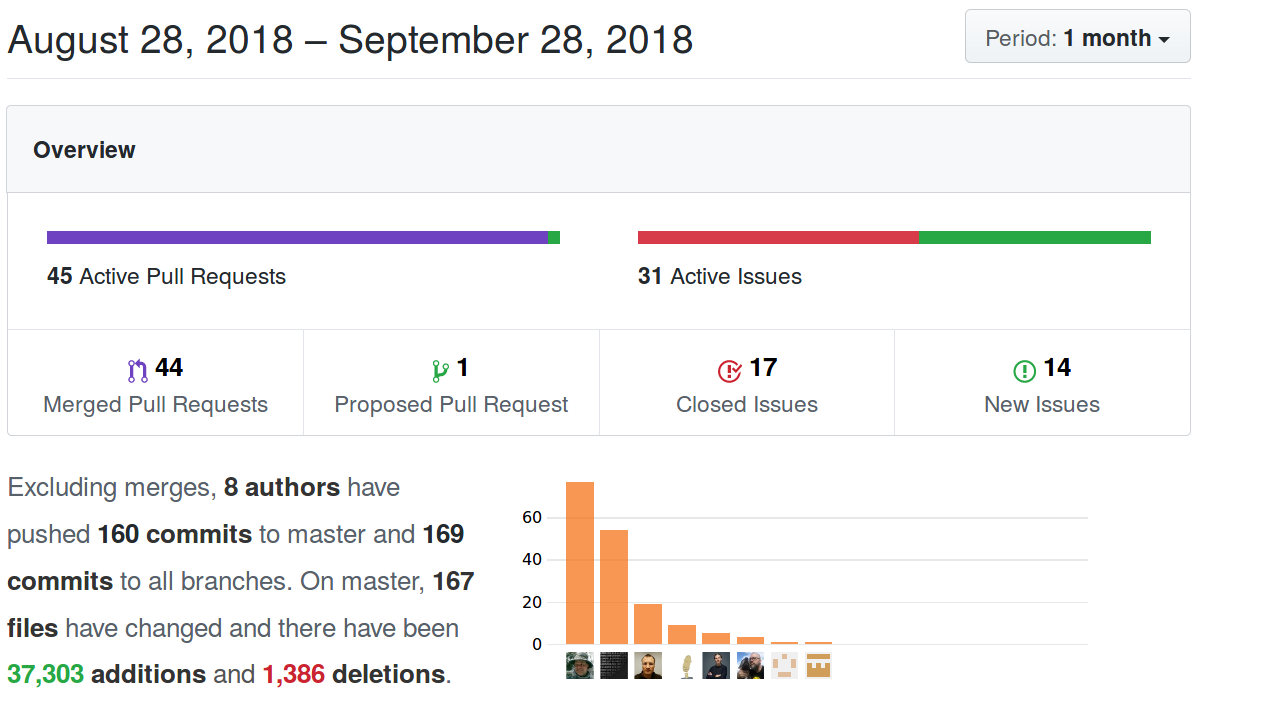 August 28, 2018 – September 28, 2018
Period: 1 month
Overview
45 Active Pull Requests
31 Active Issues
44
Merged Pull Requests
1
Proposed Pull Request
17
Closed Issues
14
New Issues
Excluding merges, 8 authors have
pushed 160 commits to master and 169
commits to all branches. On master, 167
files have changed and there have been
37,303 additions and 1,386 deletions.
60
40
20
0